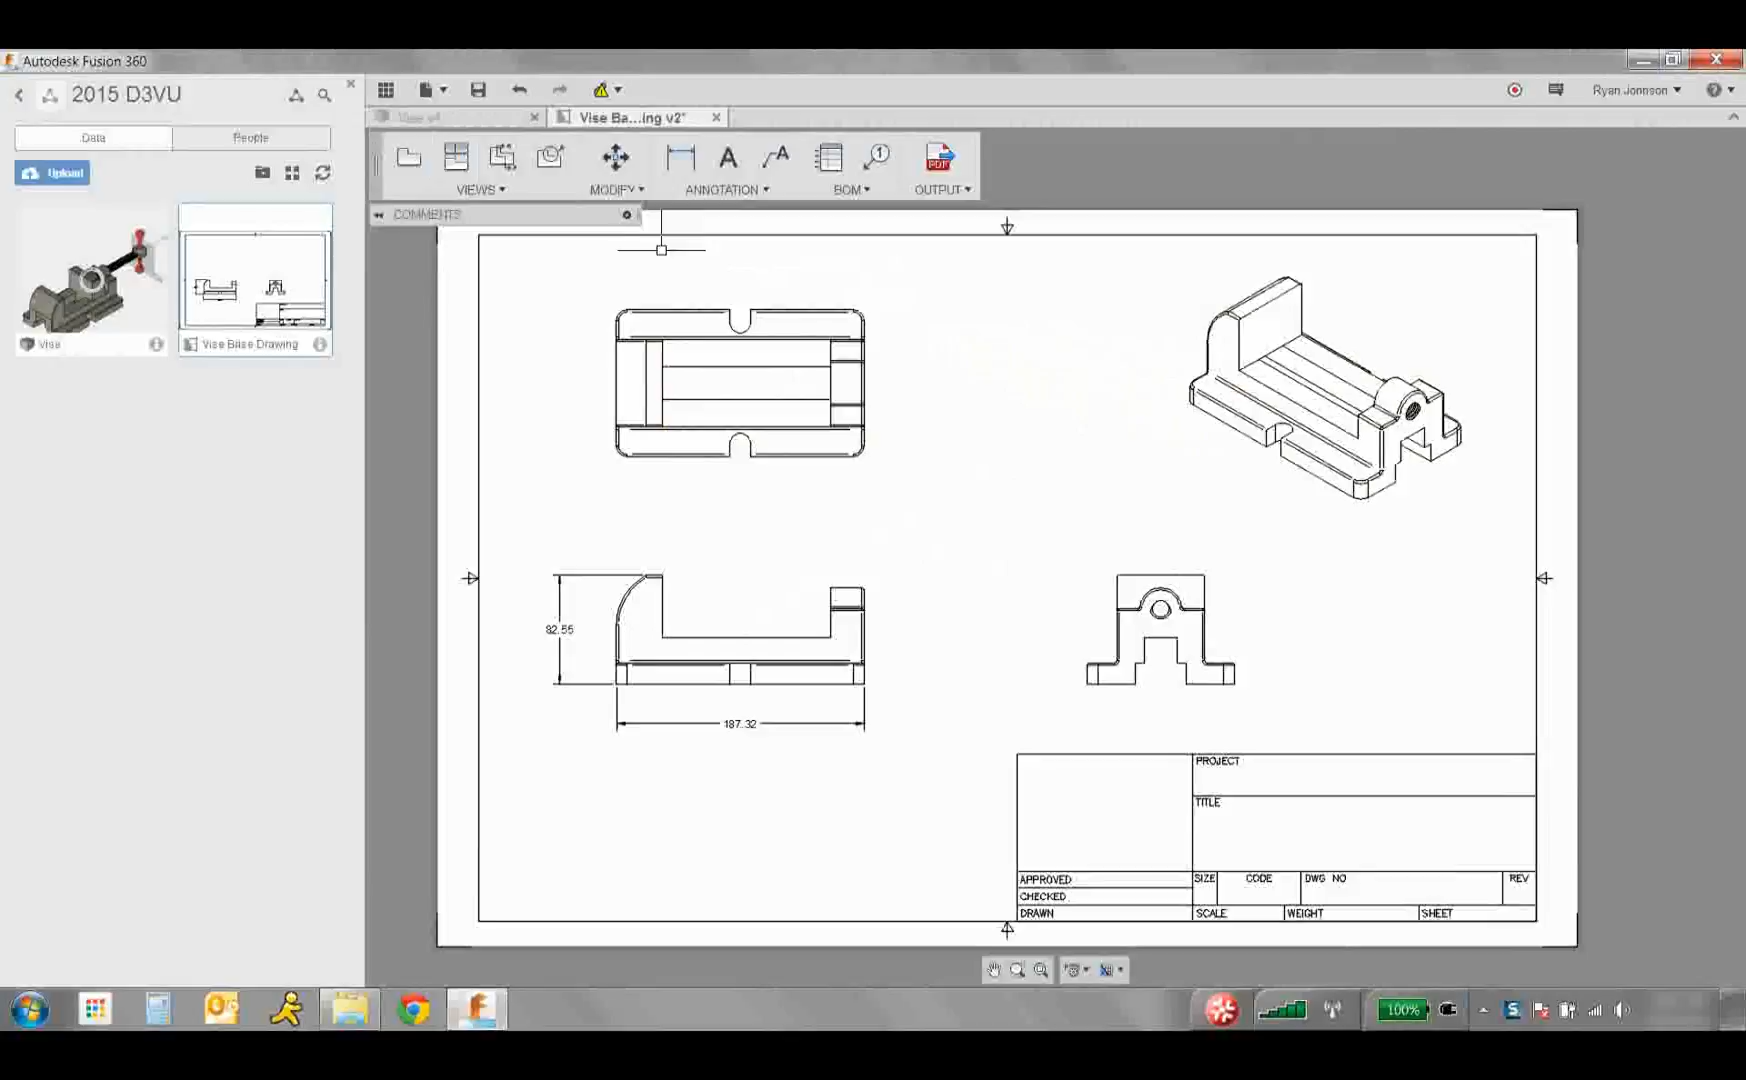 Autodesk Fusion 360
2015 D3VU
Data
People
Upload
Vise
Vise Base Drawing
Ryan Jonnson
Vise v4
Vise Ba...ing v2*
VIEWS
MODIFY
ANNOTATION
BOM
OUTPUT
PDF
COMMENTS
82.55
187.32
PROJECT
TITLE
APPROVED
SIZE
CODE
DWG NO
REV
CHECKED
DRAWN
SCALE
WEIGHT
SHEET
100%